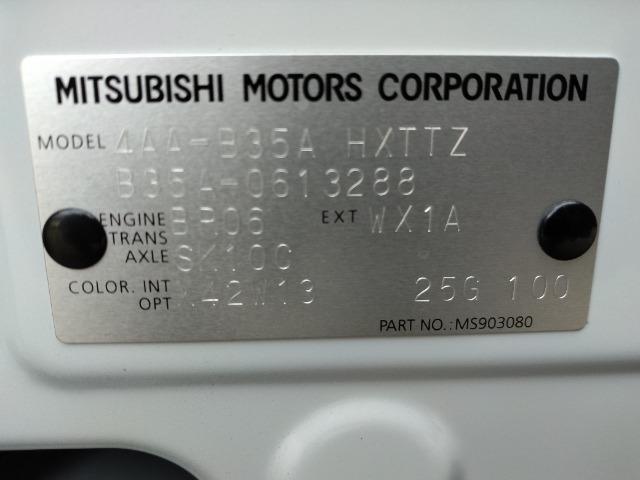 MITSUBISHI MOTORS CORPORATION
MODEL 4AA-B35A HXTTZ
B35A-0613288
ENGINE BR06 EXT WX1A
TRANS
AXLE SK10C
COLOR. INT 42W13 25G 100
OPT
PART NO.: MS903080